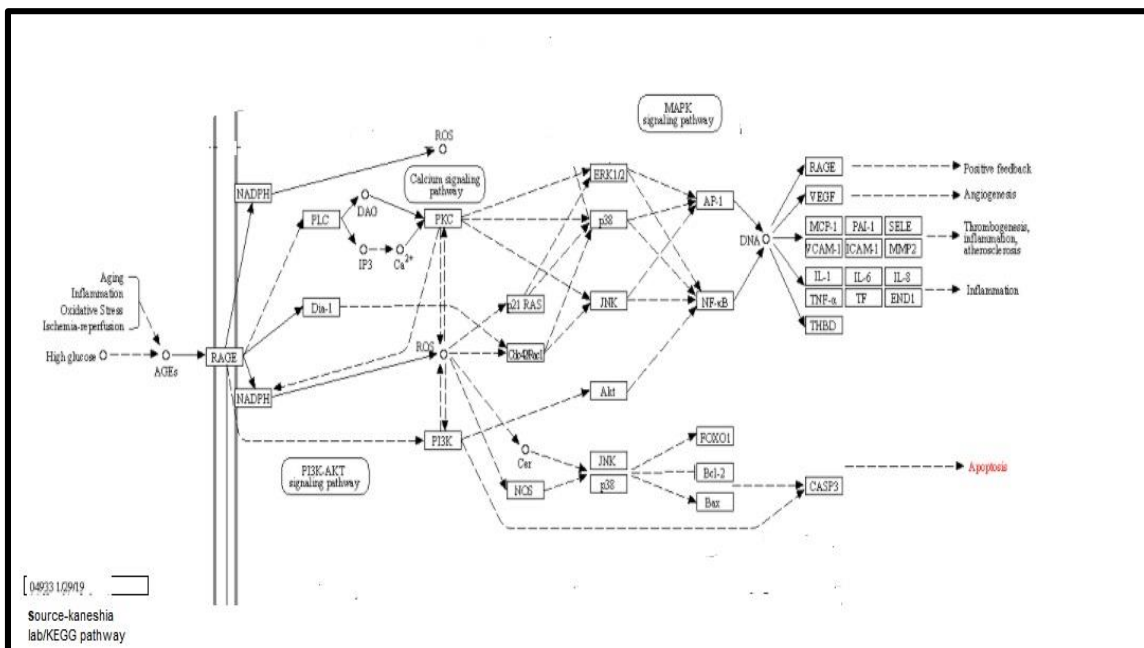 MAPK
signaling pathway
ROS
NADPH
Calcium signaling
pathway
ERK1/2
RAGE
Positive feedback
PLC
DAO
PKC
p38
AP-1
VEGF
Angiogenesis
IP3
Ca2+
DNA
MCP-1 PAI-1 SELE
VCAM-1 ICAM-1 MMP2
Thrombogenesis,
inflammation,
atherosclerosis
Aging
Inflammation
Oxidative Stress
Ischemia-reperfusion
Dia-1
p21 RAS
JNK
NF-κB
IL-1 IL-6 IL-8
TNF-α TF END1
Inflammation
THBD
High glucose
AGEs
RAGE
ROS
Cdc42/Rac1
NADPH
Akt
PI3K
PI3K-AKT
signaling pathway
Cer
NOS
JNK
p38
FOXO1
Bcl-2
Bax
CASP3
Apoptosis
04933 1/29/19
Source-kaneshia
lab/KEGG pathway